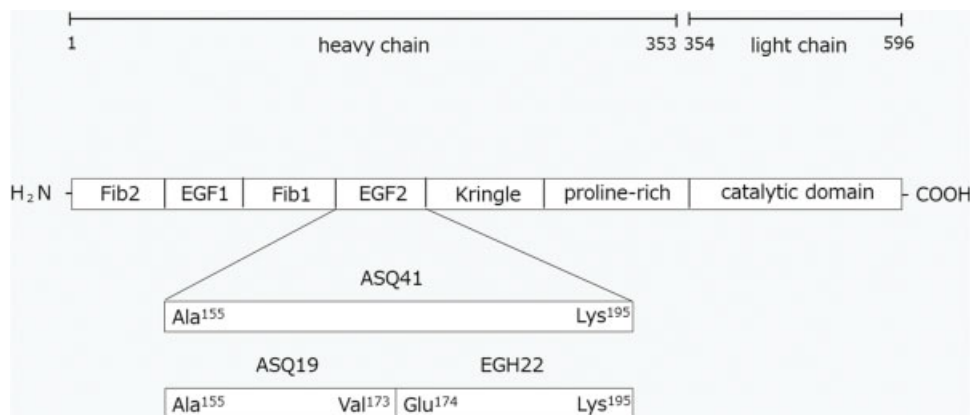 1 heavy chain 353 354 light chain 596
H₂N Fib2 EGF1 Fib1 EGF2 Kringle proline-rich catalytic domain COOH
ASQ41
Ala¹⁵⁵ Lys¹⁹⁵
ASQ19 EGH22
Ala¹⁵⁵ Val¹⁷³ Glu¹⁷⁴ Lys¹⁹⁵